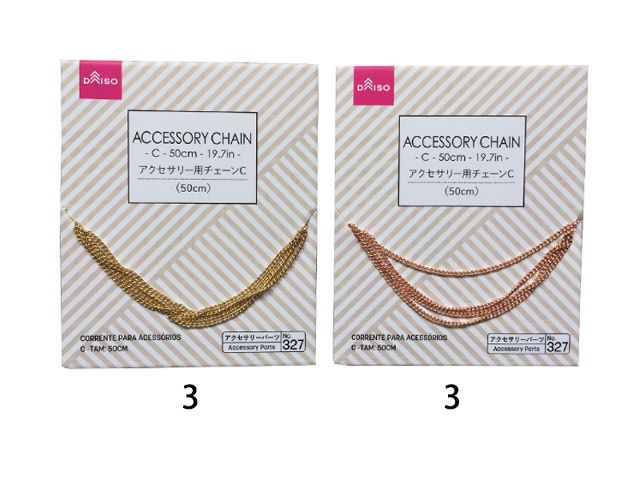 DAISO
ACCESSORY CHAIN
- C - 50cm - 19.7in -
アクセサリー用チェーンC
(50cm)
CORRENTE PARA ACESSÓRIOS
C -TAM: 50CM
アクセサリーパーツ
Accessory Parts
No.
327
3
DAISO
ACCESSORY CHAIN
- C - 50cm - 19.7in -
アクセサリー用チェーンC
(50cm)
CORRENTE PARA ACESSÓRIOS
C -TAM: 50CM
アクセサリーパーツ
Accessory Parts
No.
327
3